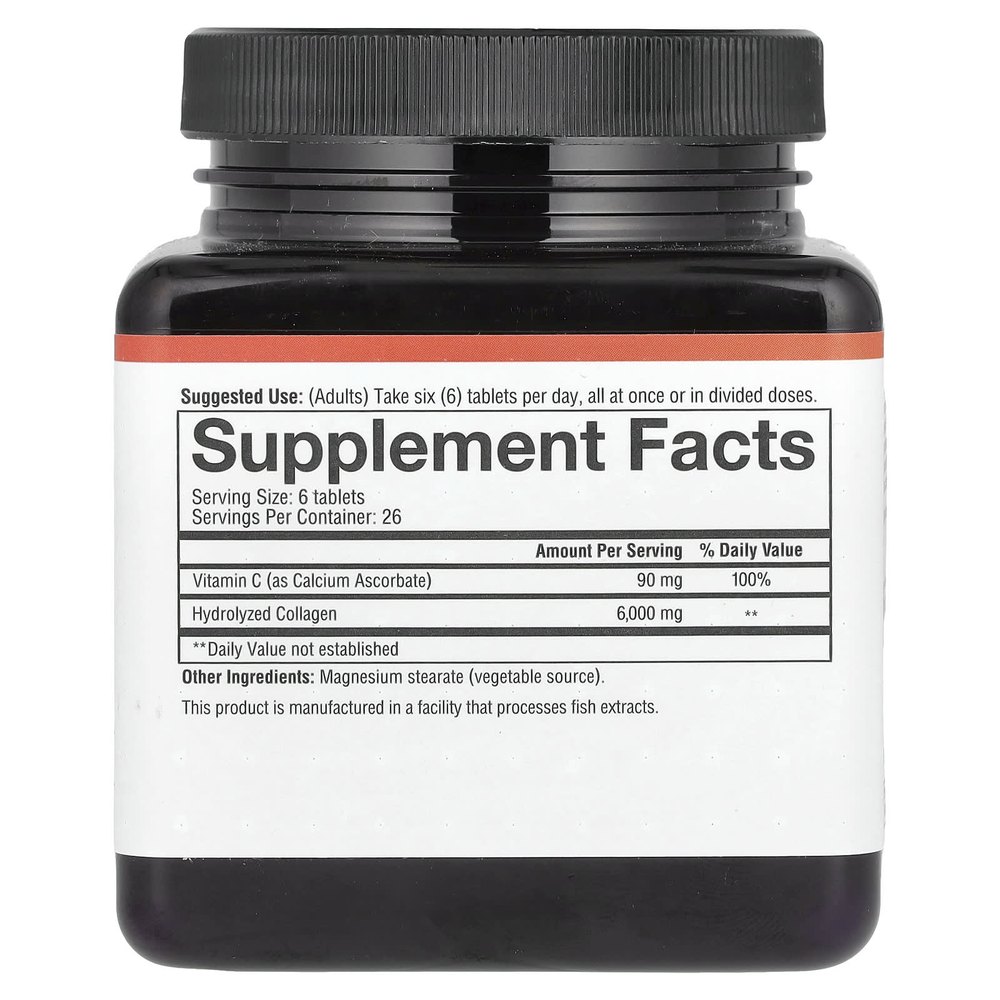 Suggested Use: (Adults) Take six (6) tablets per day, all at once or in divided doses.
Supplement Facts
Serving Size: 6 tablets
Servings Per Container: 26
Amount Per Serving % Daily Value
Vitamin C (as Calcium Ascorbate) 90 mg 100%
Hydrolyzed Collagen 6,000 mg **
**Daily Value not established
Other Ingredients: Magnesium stearate (vegetable source).
This product is manufactured in a facility that processes fish extracts.